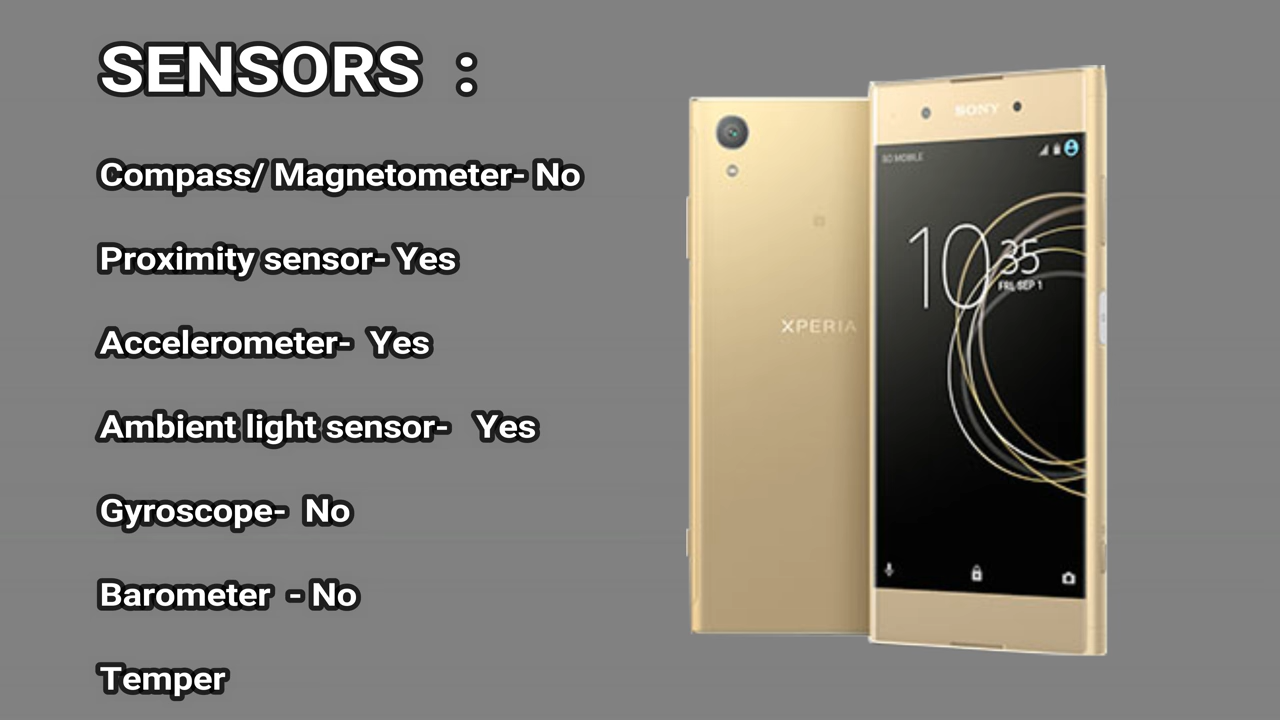 SENSORS :
Compass/ Magnetometer- No
Proximity sensor- Yes
Accelerometer- Yes
Ambient light sensor- Yes
Gyroscope- No
Barometer - No
Temper
SONY
SO MOBILE
10 35
FRI, SEP 1
XPERIA